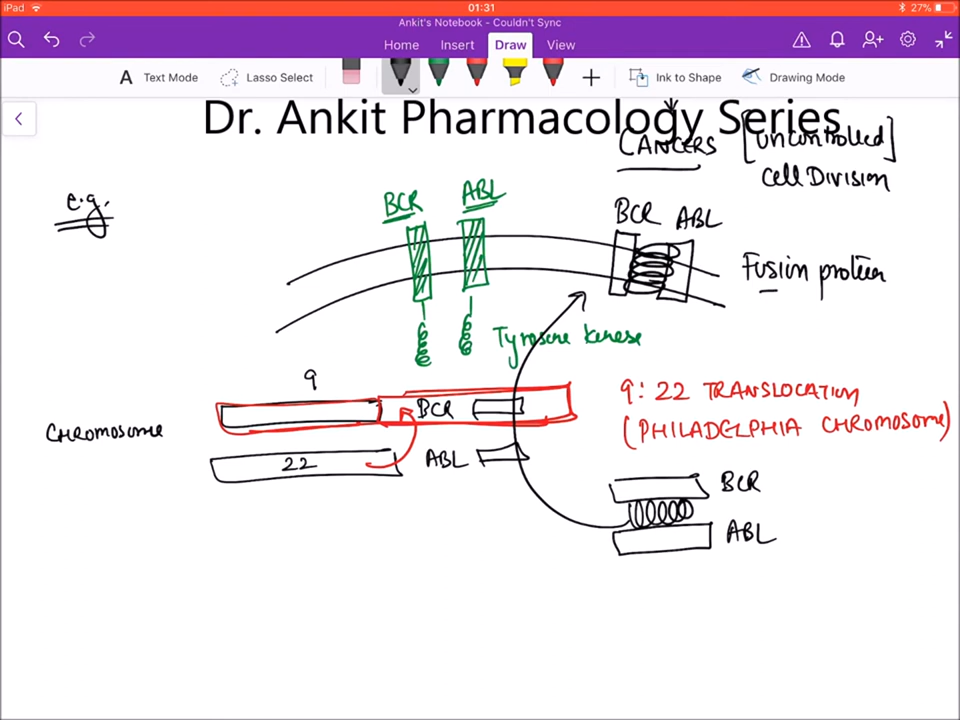 iPad 01:31 27%
Ankit's Notebook - Couldn't Sync
Home Insert Draw View
A Text Mode Lasso Select Ink to Shape Drawing Mode
Dr. Ankit Pharmacology Series
CANCERS [uncontrolled]
cell Division
e.g.
BCR ABL BCR ABL
Fusion protein
Tyrosene kenase
9
9:22 TRANSLOCATION
BCR
CHROMOSOME (PHILADELPHIA CHROMOSOME)
22 ABL
BCR
ABL